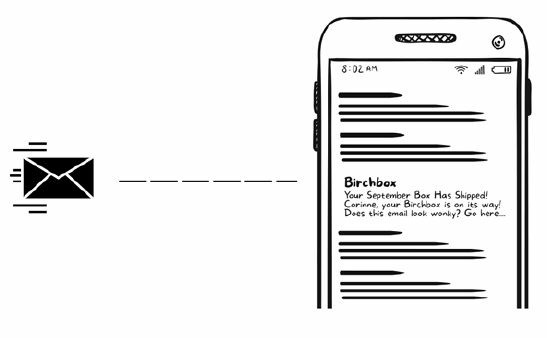 8:02 AM
Birchbox
Your September Box Has Shipped!
Corinne, your Birchbox is on its way!
Does this email look wonky? Go here...